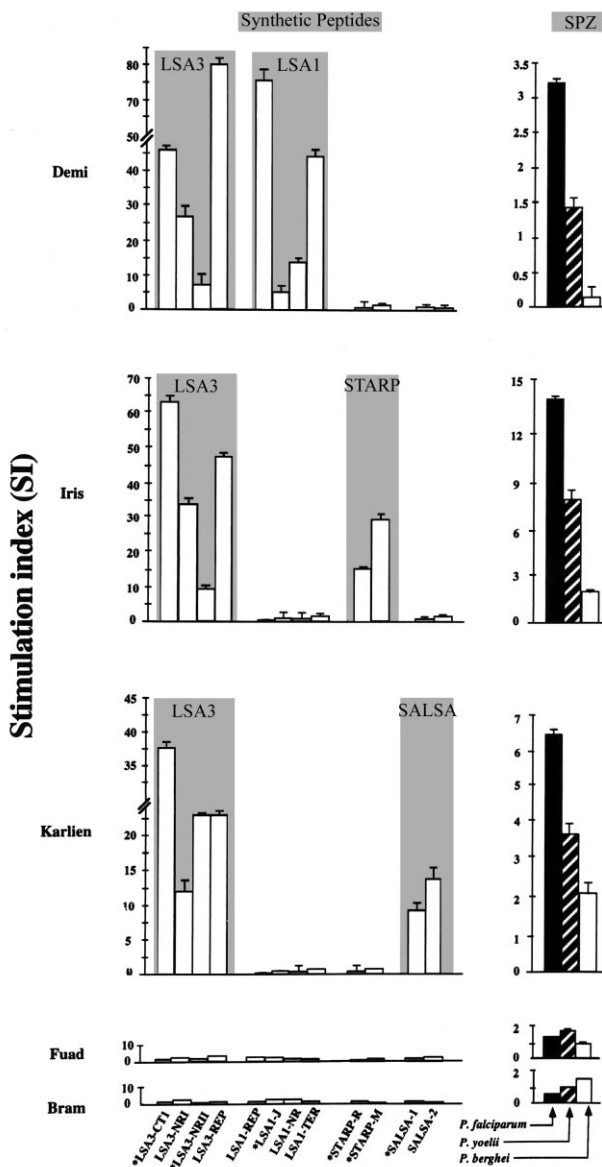 Synthetic Peptides
SPZ
Stimulation index (SI)
Demi
LSA3
LSA1
80
70
60
50
40
30
20
10
0
3.5
3
2.5
2
1.5
1
0.5
0
Iris
LSA3
STARP
70
60
50
40
30
20
10
0
15
12
9
6
3
0
Karlien
LSA3
SALSA
45
40
35
20
15
10
5
0
7
6
5
4
3
2
1
0
Fuad
10
0
2
1
0
Bram
10
0
2
1
0
*LSA3-CT1
LSA3-NRI
*LSA3-NRII
LSA3-REP
LSA1-REP
*LSA1-J
LSA1-NR
LSA1-TER
*STARP-R
*STARP-M
*SALSA-1
SALSA-2
P. falciparum
P. yoelii
P. berghei